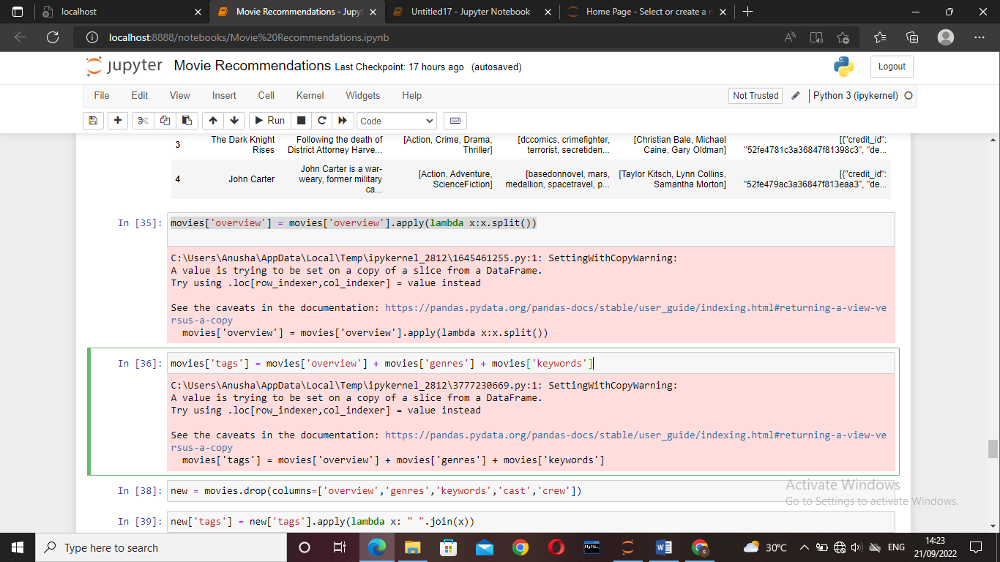 localhost
Movie Recommendations - Jupyt
Untitled17 - Jupyter Notebook
Home Page - Select or create a n
localhost:8888/notebooks/Movie%20Recommendations.ipynb
jupyter Movie Recommendations Last Checkpoint: 17 hours ago (autosaved)
Logout
File Edit View Insert Cell Kernel Widgets Help
Not Trusted
Python 3 (ipykernel)
Run
Code
3 The Dark Knight Following the death of [Action, Crime, Drama, [dccomics, crimefighter, [Christian Bale, Michael [{"credit_id":
Rises District Attorney Harve... Thriller] terrorist, secretiden... Caine, Gary Oldman] "52fe4781c3a36847f81398c3", "de...
4 John Carter John Carter is a war-
weary, former military [Action, Adventure, [basedonnovel, mars, [Taylor Kitsch, Lynn Collins, [{"credit_id":
ca... ScienceFiction] medallion, spacetravel, p... Samantha Morton] "52fe479ac3a36847f813eaa3", "de...
In [35]: movies['overview'] = movies['overview'].apply(lambda x:x.split())
C:\Users\Anusha\AppData\Local\Temp\ipykernel_2812\1645461255.py:1: SettingWithCopyWarning:
A value is trying to be set on a copy of a slice from a DataFrame.
Try using .loc[row_indexer,col_indexer] = value instead
See the caveats in the documentation: https://pandas.pydata.org/pandas-docs/stable/user_guide/indexing.html#returning-a-view-ve
rsus-a-copy
movies['overview'] = movies['overview'].apply(lambda x:x.split())
In [36]: movies['tags'] = movies['overview'] + movies['genres'] + movies['keywords']
C:\Users\Anusha\AppData\Local\Temp\ipykernel_2812\3777230669.py:1: SettingWithCopyWarning:
A value is trying to be set on a copy of a slice from a DataFrame.
Try using .loc[row_indexer,col_indexer] = value instead
See the caveats in the documentation: https://pandas.pydata.org/pandas-docs/stable/user_guide/indexing.html#returning-a-view-ve
rsus-a-copy
movies['tags'] = movies['overview'] + movies['genres'] + movies['keywords']
In [38]: new = movies.drop(columns=['overview','genres','keywords','cast','crew'])
In [39]: new['tags'] = new['tags'].apply(lambda x: " ".join(x))
Activate Windows
Go to Settings to activate Windows.
Type here to search
MySQL
30°C
ENG
14:23
21/09/2022